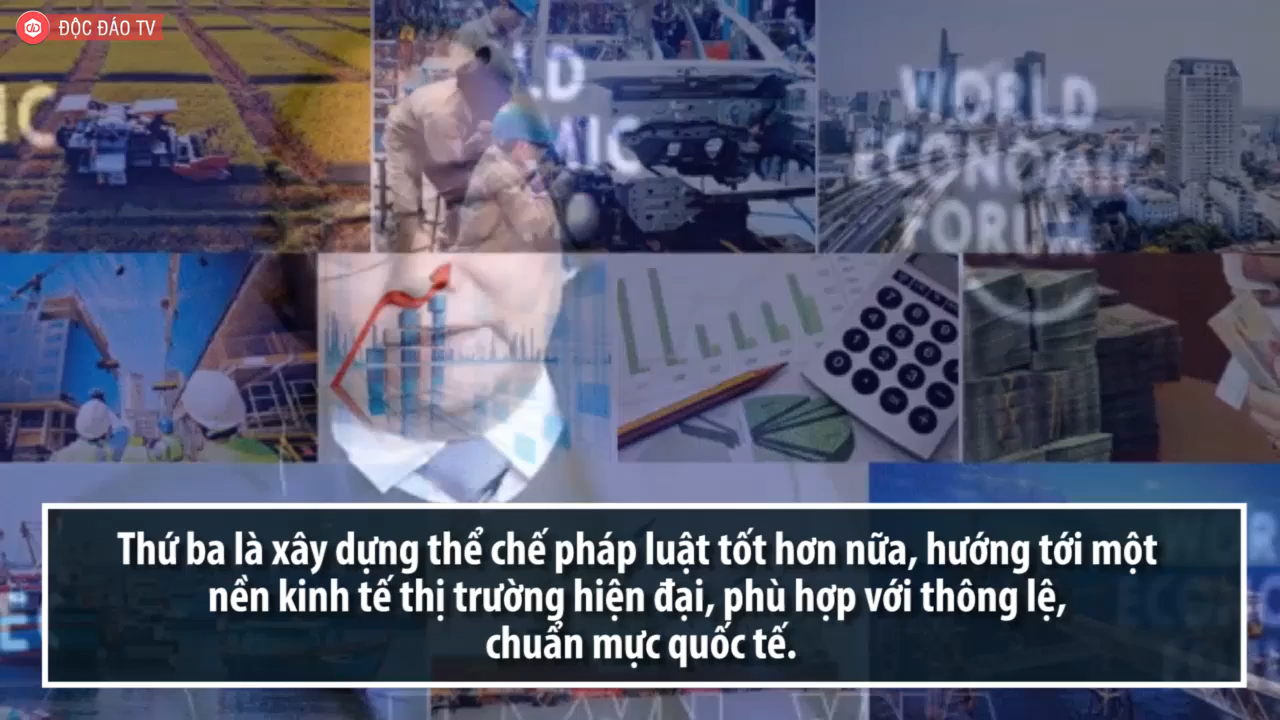 ĐỘC ĐÁO TV
WORLD
ECONOMIC
FORUM
Thứ ba là xây dựng thể chế pháp luật tốt hơn nữa, hướng tới một
nền kinh tế thị trường hiện đại, phù hợp với thông lệ,
chuẩn mực quốc tế.